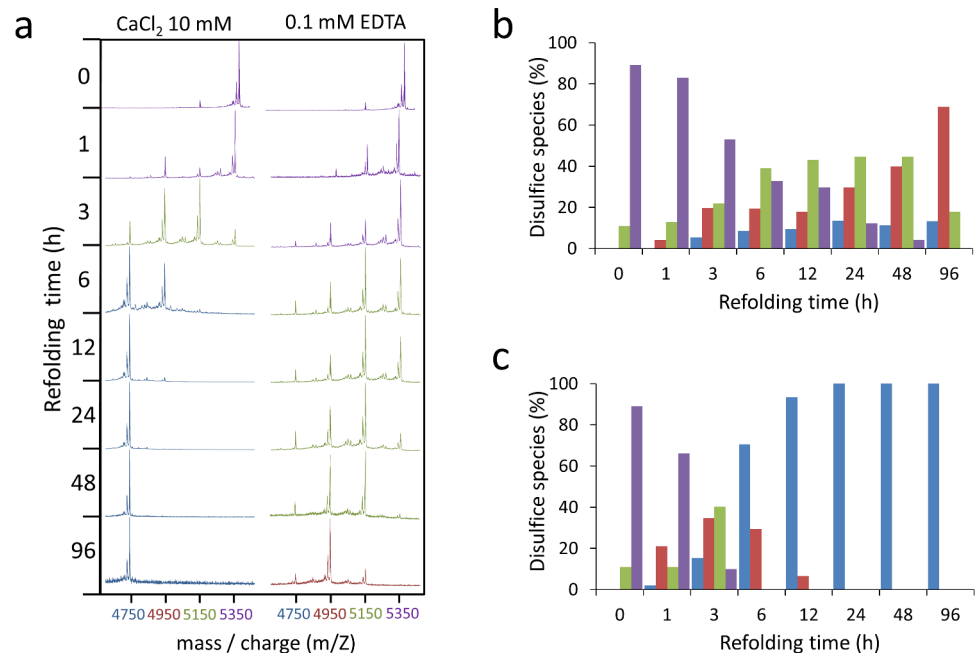 a
CaCl₂ 10 mM
0.1 mM EDTA
Refolding time (h)
0
1
3
6
12
24
48
96
4750 4950 5150 5350 4750 4950 5150 5350
mass / charge (m/Z)
b
Disulfice species (%)
100
80
60
40
20
0
0 1 3 6 12 24 48 96
Refolding time (h)
c
Disulfice species (%)
100
80
60
40
20
0
0 1 3 6 12 24 48 96
Refolding time (h)